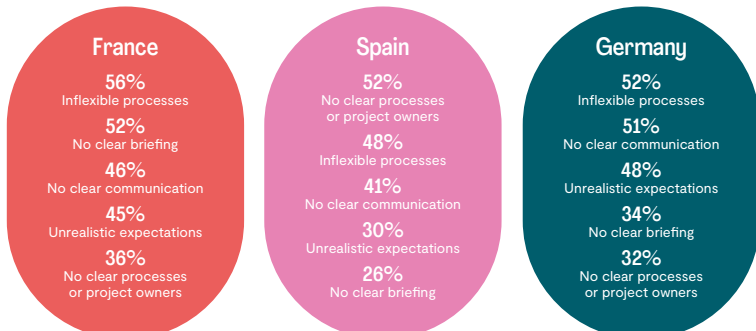 France
56%
Inflexible processes
52%
No clear briefing
46%
No clear communication
45%
Unrealistic expectations
36%
No clear processes
or project owners
Spain
52%
No clear processes
or project owners
48%
Inflexible processes
41%
No clear communication
30%
Unrealistic expectations
26%
No clear briefing
Germany
52%
Inflexible processes
51%
No clear communication
48%
Unrealistic expectations
34%
No clear briefing
32%
No clear processes
or project owners